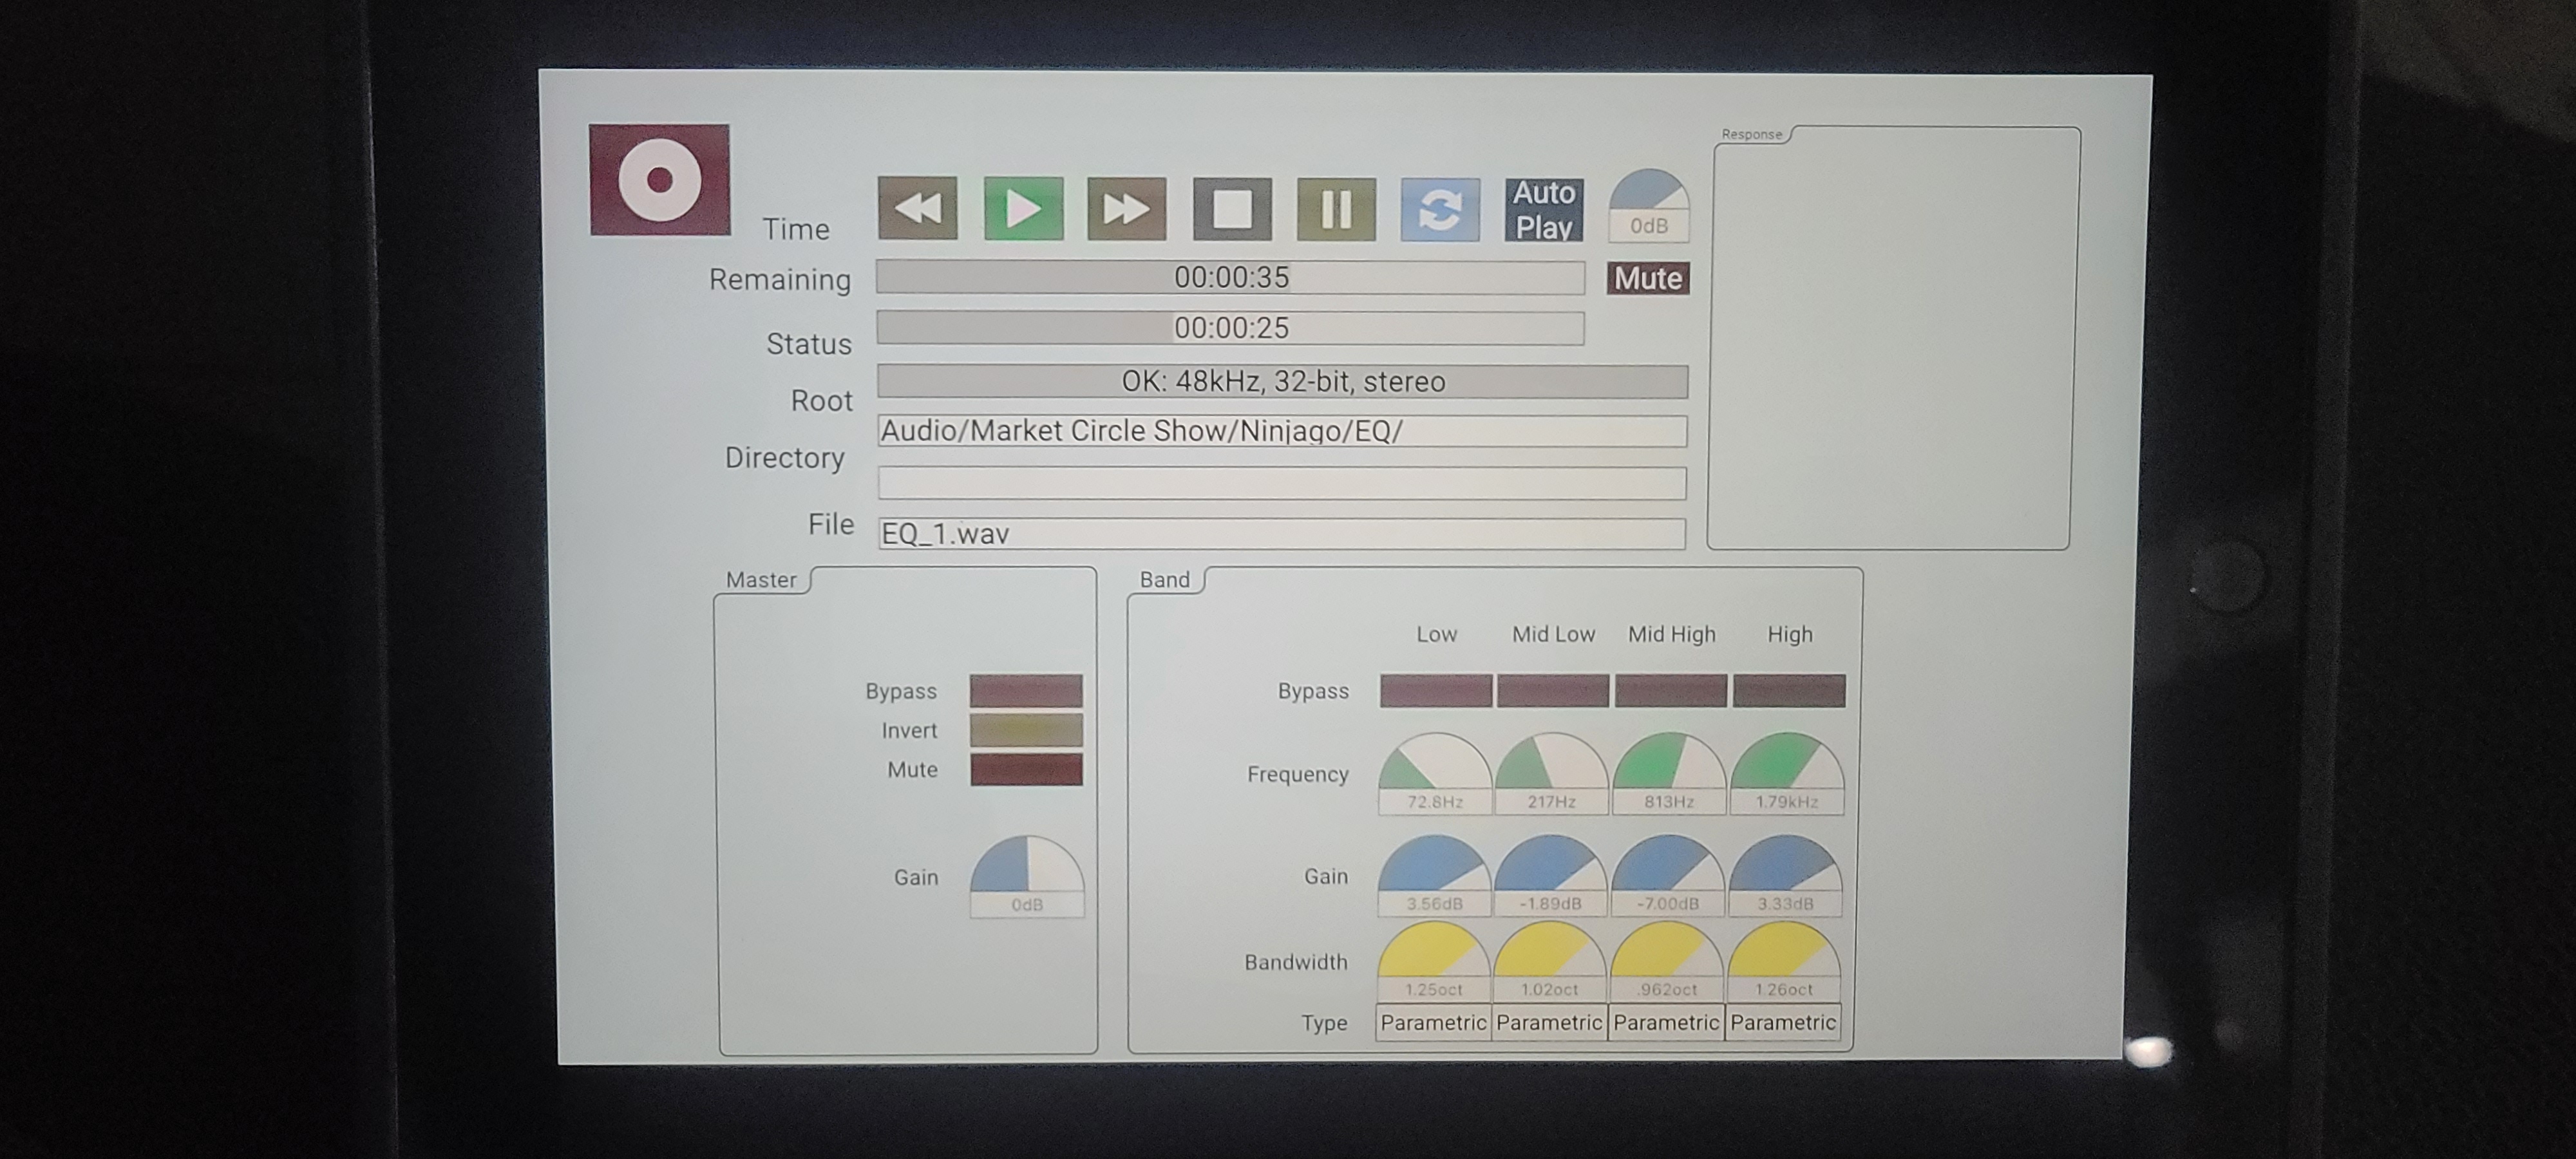 Response
Auto
Play
0dB
Time
Remaining
00:00:35
Mute
00:00:25
Status
OK: 48kHz, 32-bit, stereo
Root
Audio/Market Circle Show/Ninjago/EQ/
Directory
File
EQ_1.wav
Master
Bypass
Invert
Mute
Gain
0dB
Band
Low Mid Low Mid High High
Bypass
Frequency
72.8Hz 217Hz 813Hz 1.79kHz
Gain
3.56dB -1.89dB -7.00dB 3.33dB
Bandwidth
1.25oct 1.02oct .962oct 1.26oct
Type Parametric Parametric Parametric Parametric